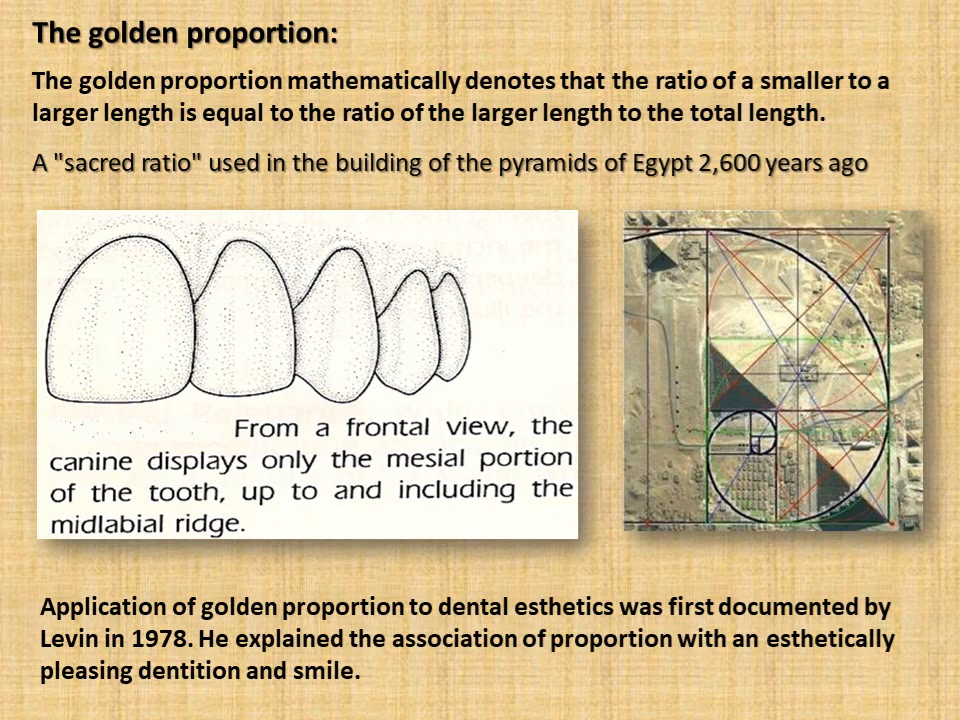 The golden proportion:
The golden proportion mathematically denotes that the ratio of a smaller to a
larger length is equal to the ratio of the larger length to the total length.
A "sacred ratio" used in the building of the pyramids of Egypt 2,600 years ago
From a frontal view, the
canine displays only the mesial portion
of the tooth, up to and including the
midlabial ridge.
Application of golden proportion to dental esthetics was first documented by
Levin in 1978. He explained the association of proportion with an esthetically
pleasing dentition and smile.